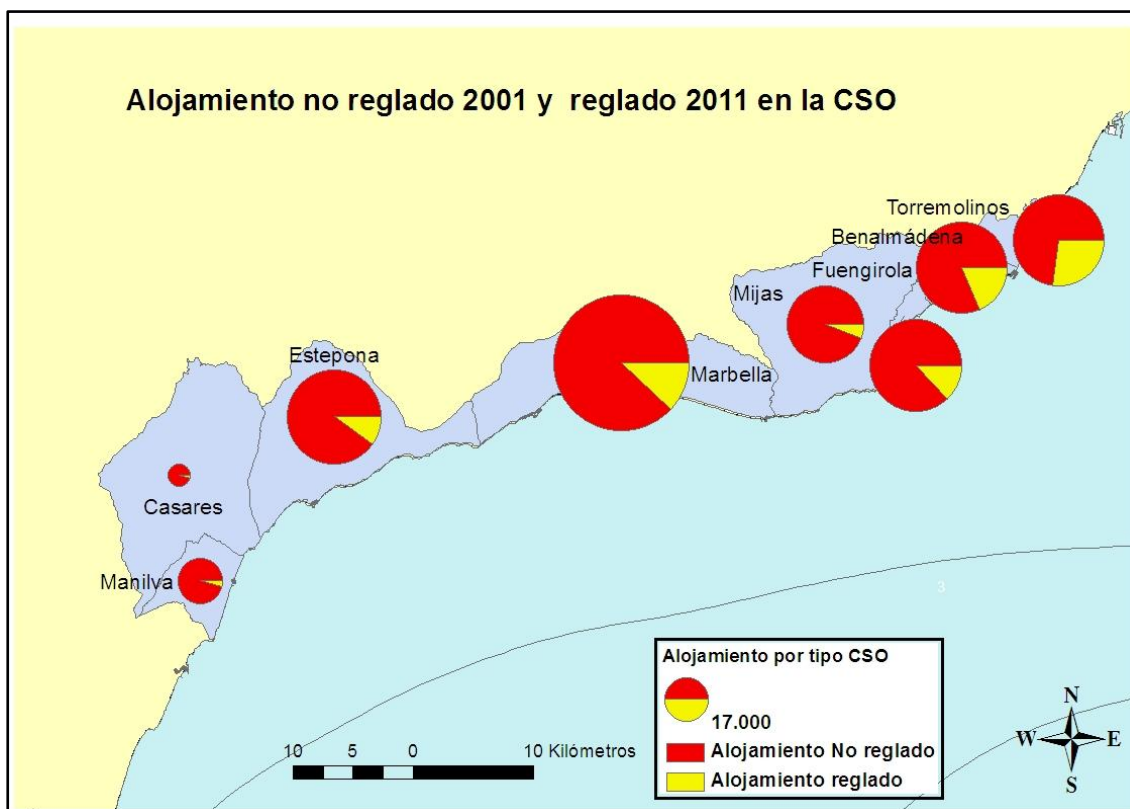 Alojamiento no reglado 2001 y reglado 2011 en la CSO
Torremolinos
Benalmádena
Fuengirola
Mijas
Marbella
Estepona
Casares
Manilva
3
Alojamiento por tipo CSO
17.000
Alojamiento No reglado
Alojamiento reglado
10 5 0 10 Kilómetros
N
W E
S